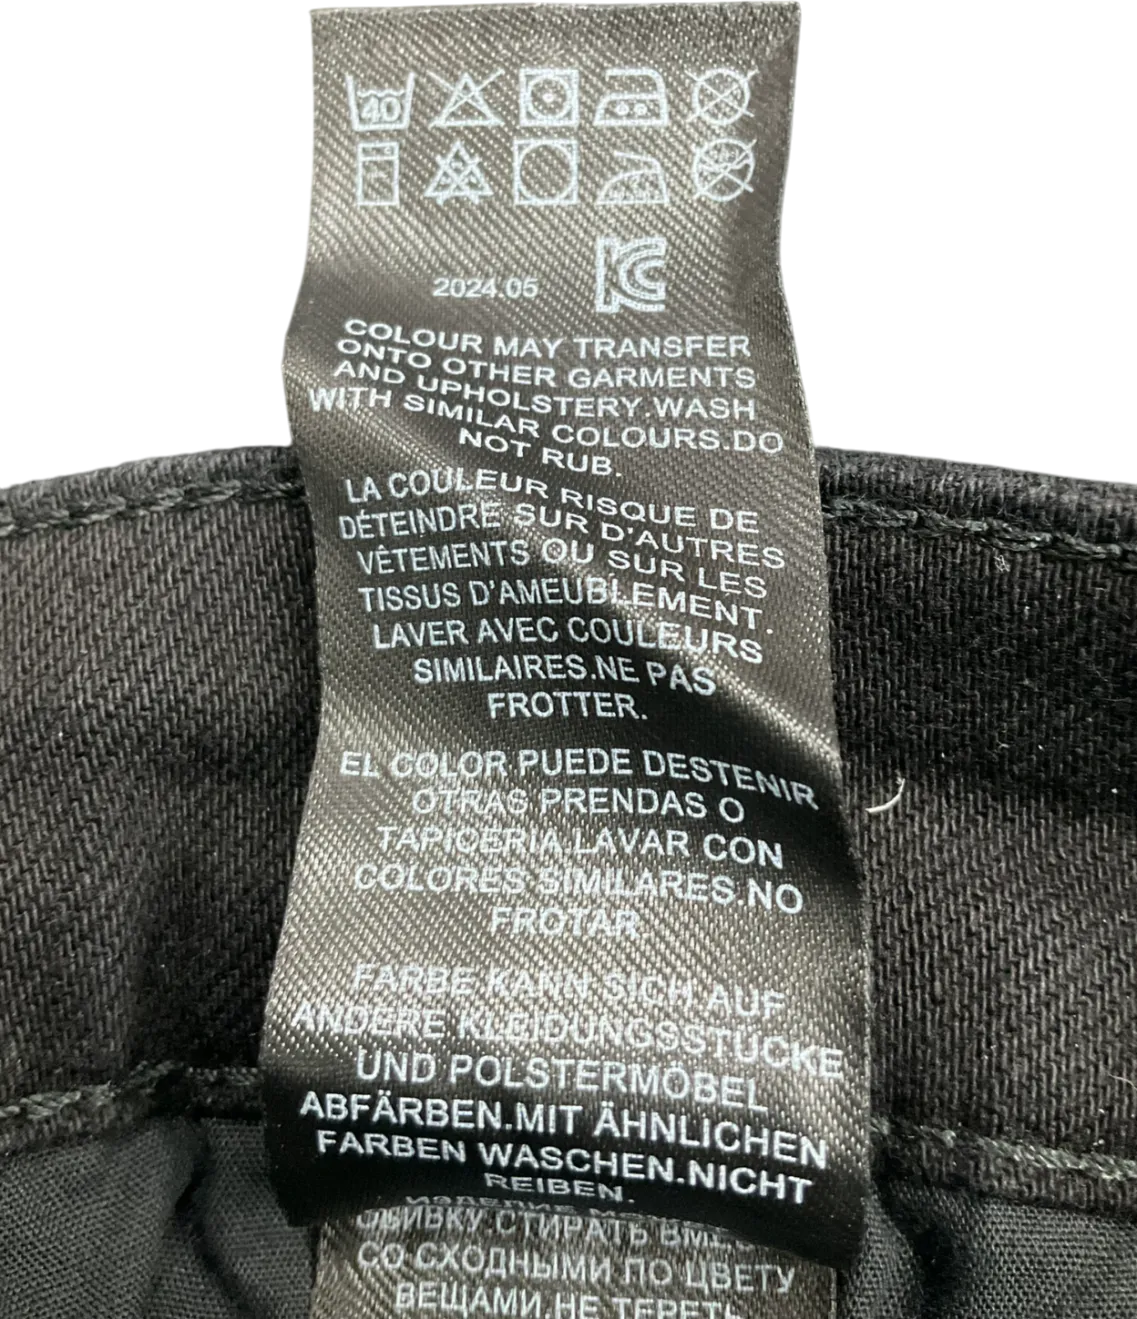 40
2024.05
COLOUR MAY TRANSFER
ONTO OTHER GARMENTS
AND UPHOLSTERY.WASH
WITH SIMILAR COLOURS.DO
NOT RUB.
LA COULEUR RISQUE DE
DÉTEINDRE SUR D'AUTRES
VÊTEMENTS OU SUR LES
TISSUS D'AMEUBLEMENT.
LAVER AVEC COULEURS
SIMILAIRES.NE PAS
FROTTER.
EL COLOR PUEDE DESTENIR
OTRAS PRENDAS O
TAPICERIA,LAVAR CON
COLORES SIMILARES.NO
FROTAR
FARBE KANN SICH AUF
ANDERE KLEIDUNGSSTÜCKE
UND POLSTERMÖBEL
ABFÄRBEN.MIT ÄHNLICHEN
FARBEN WASCHEN.NICHT
REIBEN.
ОБИВКУ.СТИРАТЬ
СО СХОДНЫМИ ПО ЦВЕТУ
ВЕЩАМИ.НЕ ТЕРЕТЬ